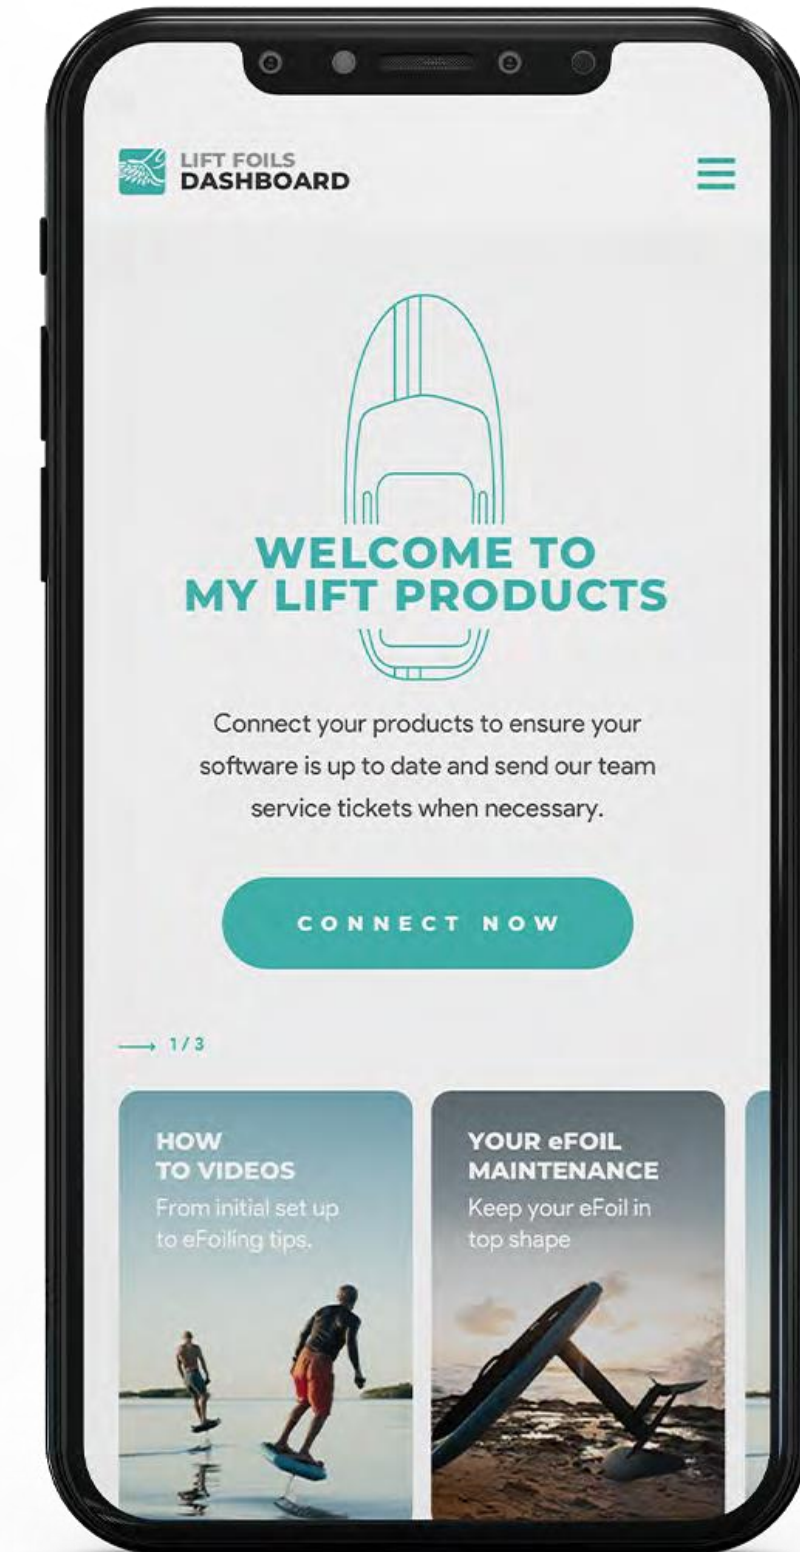 LIFT FOILS
DASHBOARD
WELCOME TO
MY LIFT PRODUCTS
Connect your products to ensure your
software is up to date and send our team
service tickets when necessary.
CONNECT NOW
1/3
HOW
TO VIDEOS
From initial set up
to eFoiling tips.
YOUR eFOIL
MAINTENANCE
Keep your eFoil in
top shape